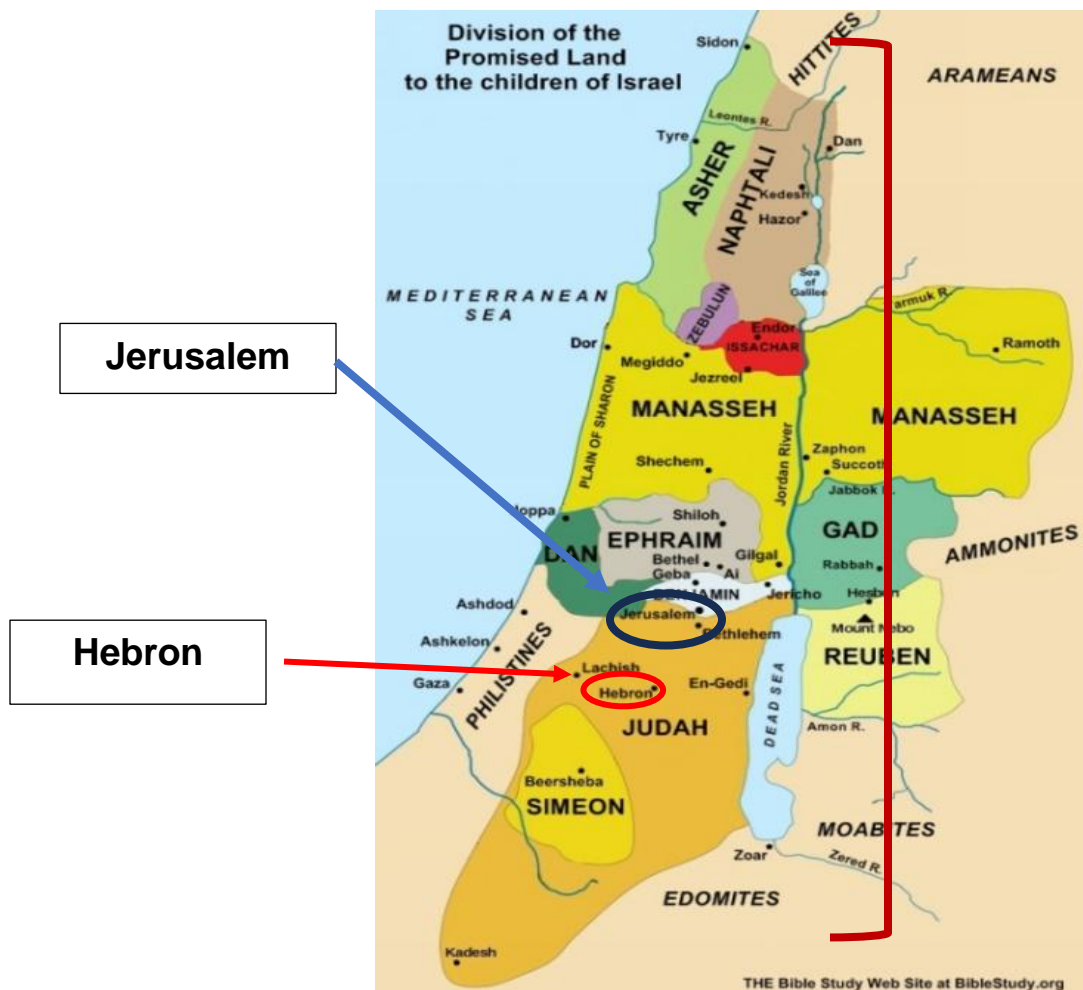 Division of the
Promised Land
to the children of Israel
Sidon
HITTITES
ARAMEANS
Leontes R.
Tyre
Dan
ASHER
NAPHTALI
Kedesh
Hazor
Sea
of
Galilee
MEDITERRANEAN
SEA
ZEBULUN
Yarmuk R.
Endor
ISSACHAR
Dor
Megiddo
Jezreel
Ramoth
Jerusalem
MANASSEH
MANASSEH
PLAIN OF SHARON
Jordan River
Zaphon
Succoth
Shechem
Jabbok R.
Joppa
Shiloh
GAD
DAN
EPHRAIM
AMMONITES
Bethel
Gilgal
Geba
Ai
Rabbah
BENJAMIN
Jericho
Hesbon
Ashdod
Jerusalem
Mount Nebo
Bethlehem
Ashkelon
REUBEN
Hebron
Lachish
Gaza
PHILISTINES
Hebron
En-Gedi
DEAD SEA
JUDAH
Arnon R.
Beersheba
SIMEON
MOABITES
Zoar
Zered R.
EDOMITES
Kadesh
THE Bible Study Web Site at BibleStudy.org